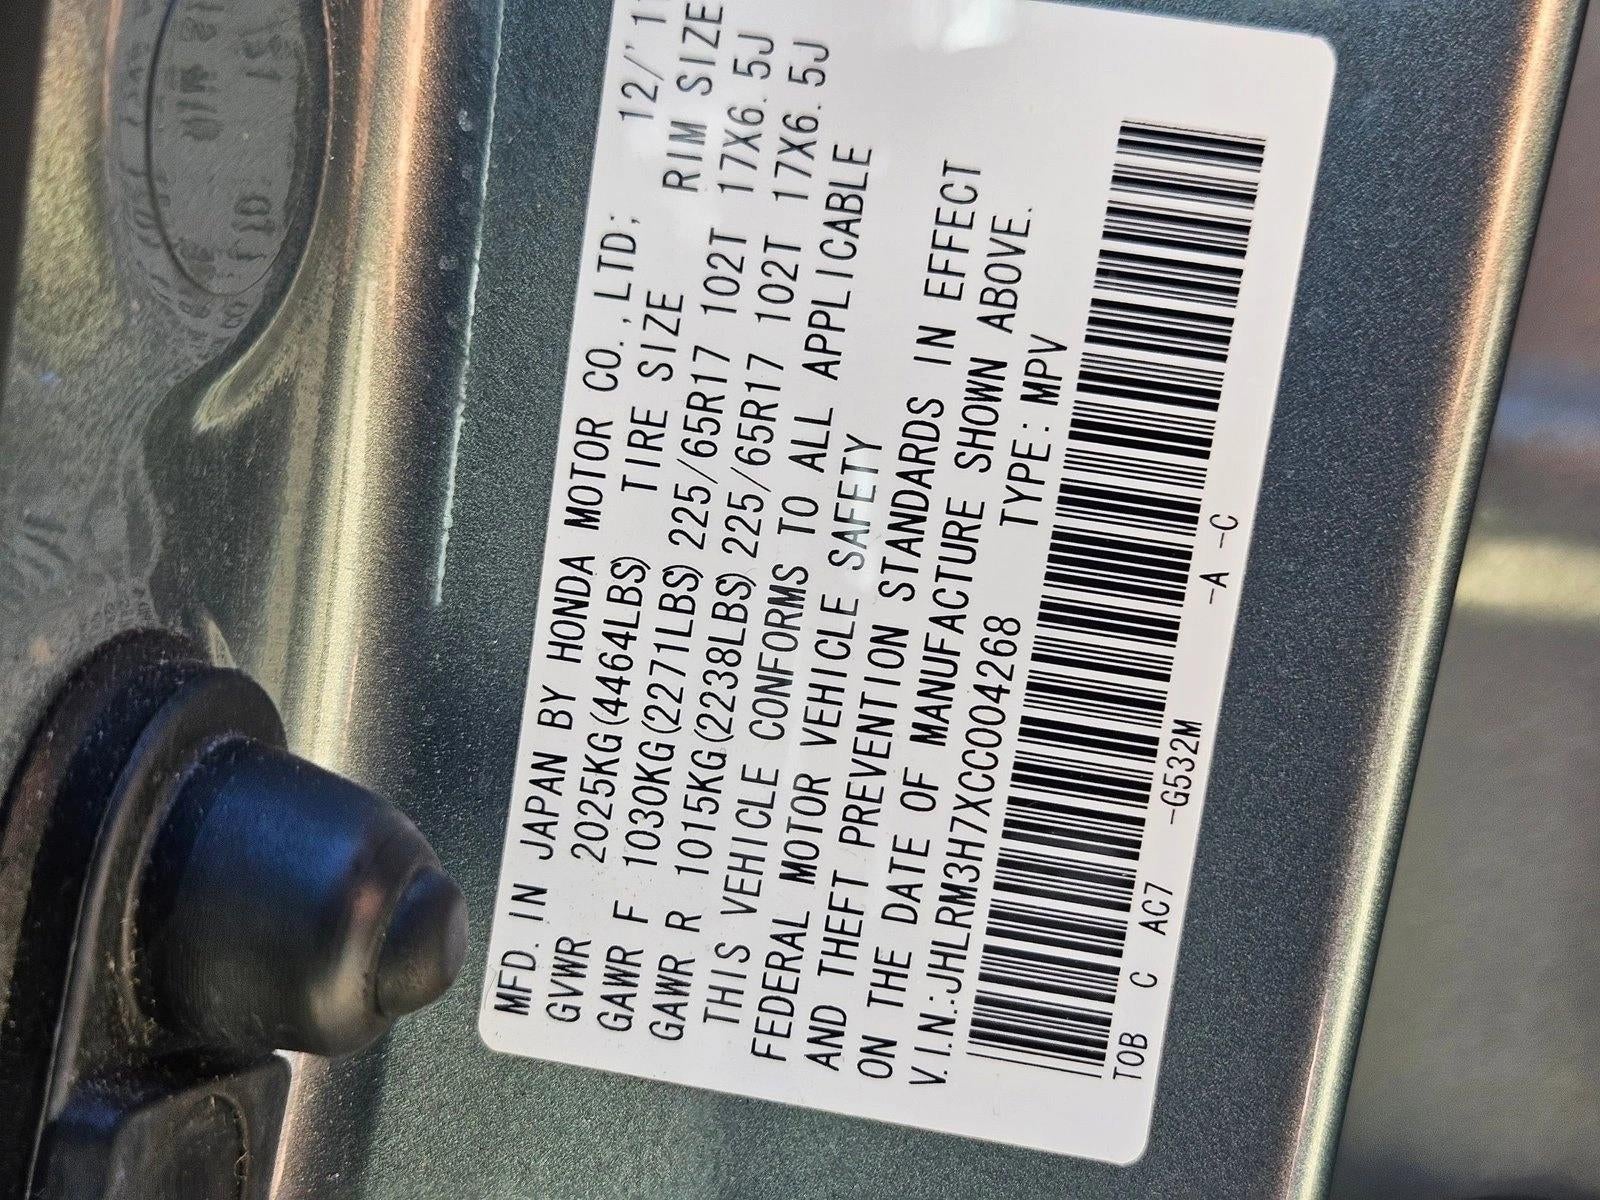 MFD. IN JAPAN BY HONDA MOTOR CO.,LTD; 12/'11
GVWR 2025KG(4464LBS) TIRE SIZE RIM SIZE
GAWR F 1030KG(2271LBS) 225/65R17 102T 17X6.5J
GAWR R 1015KG(2238LBS) 225/65R17 102T 17X6.5J
THIS VEHICLE CONFORMS TO ALL APPLICABLE
FEDERAL MOTOR VEHICLE SAFETY
AND THEFT PREVENTION STANDARDS IN EFFECT
ON THE DATE OF MANUFACTURE SHOWN ABOVE.
V.I.N.:JHLRM3H7XCC004268 TYPE:MPV
TOB C AC7 -G532M -A -C